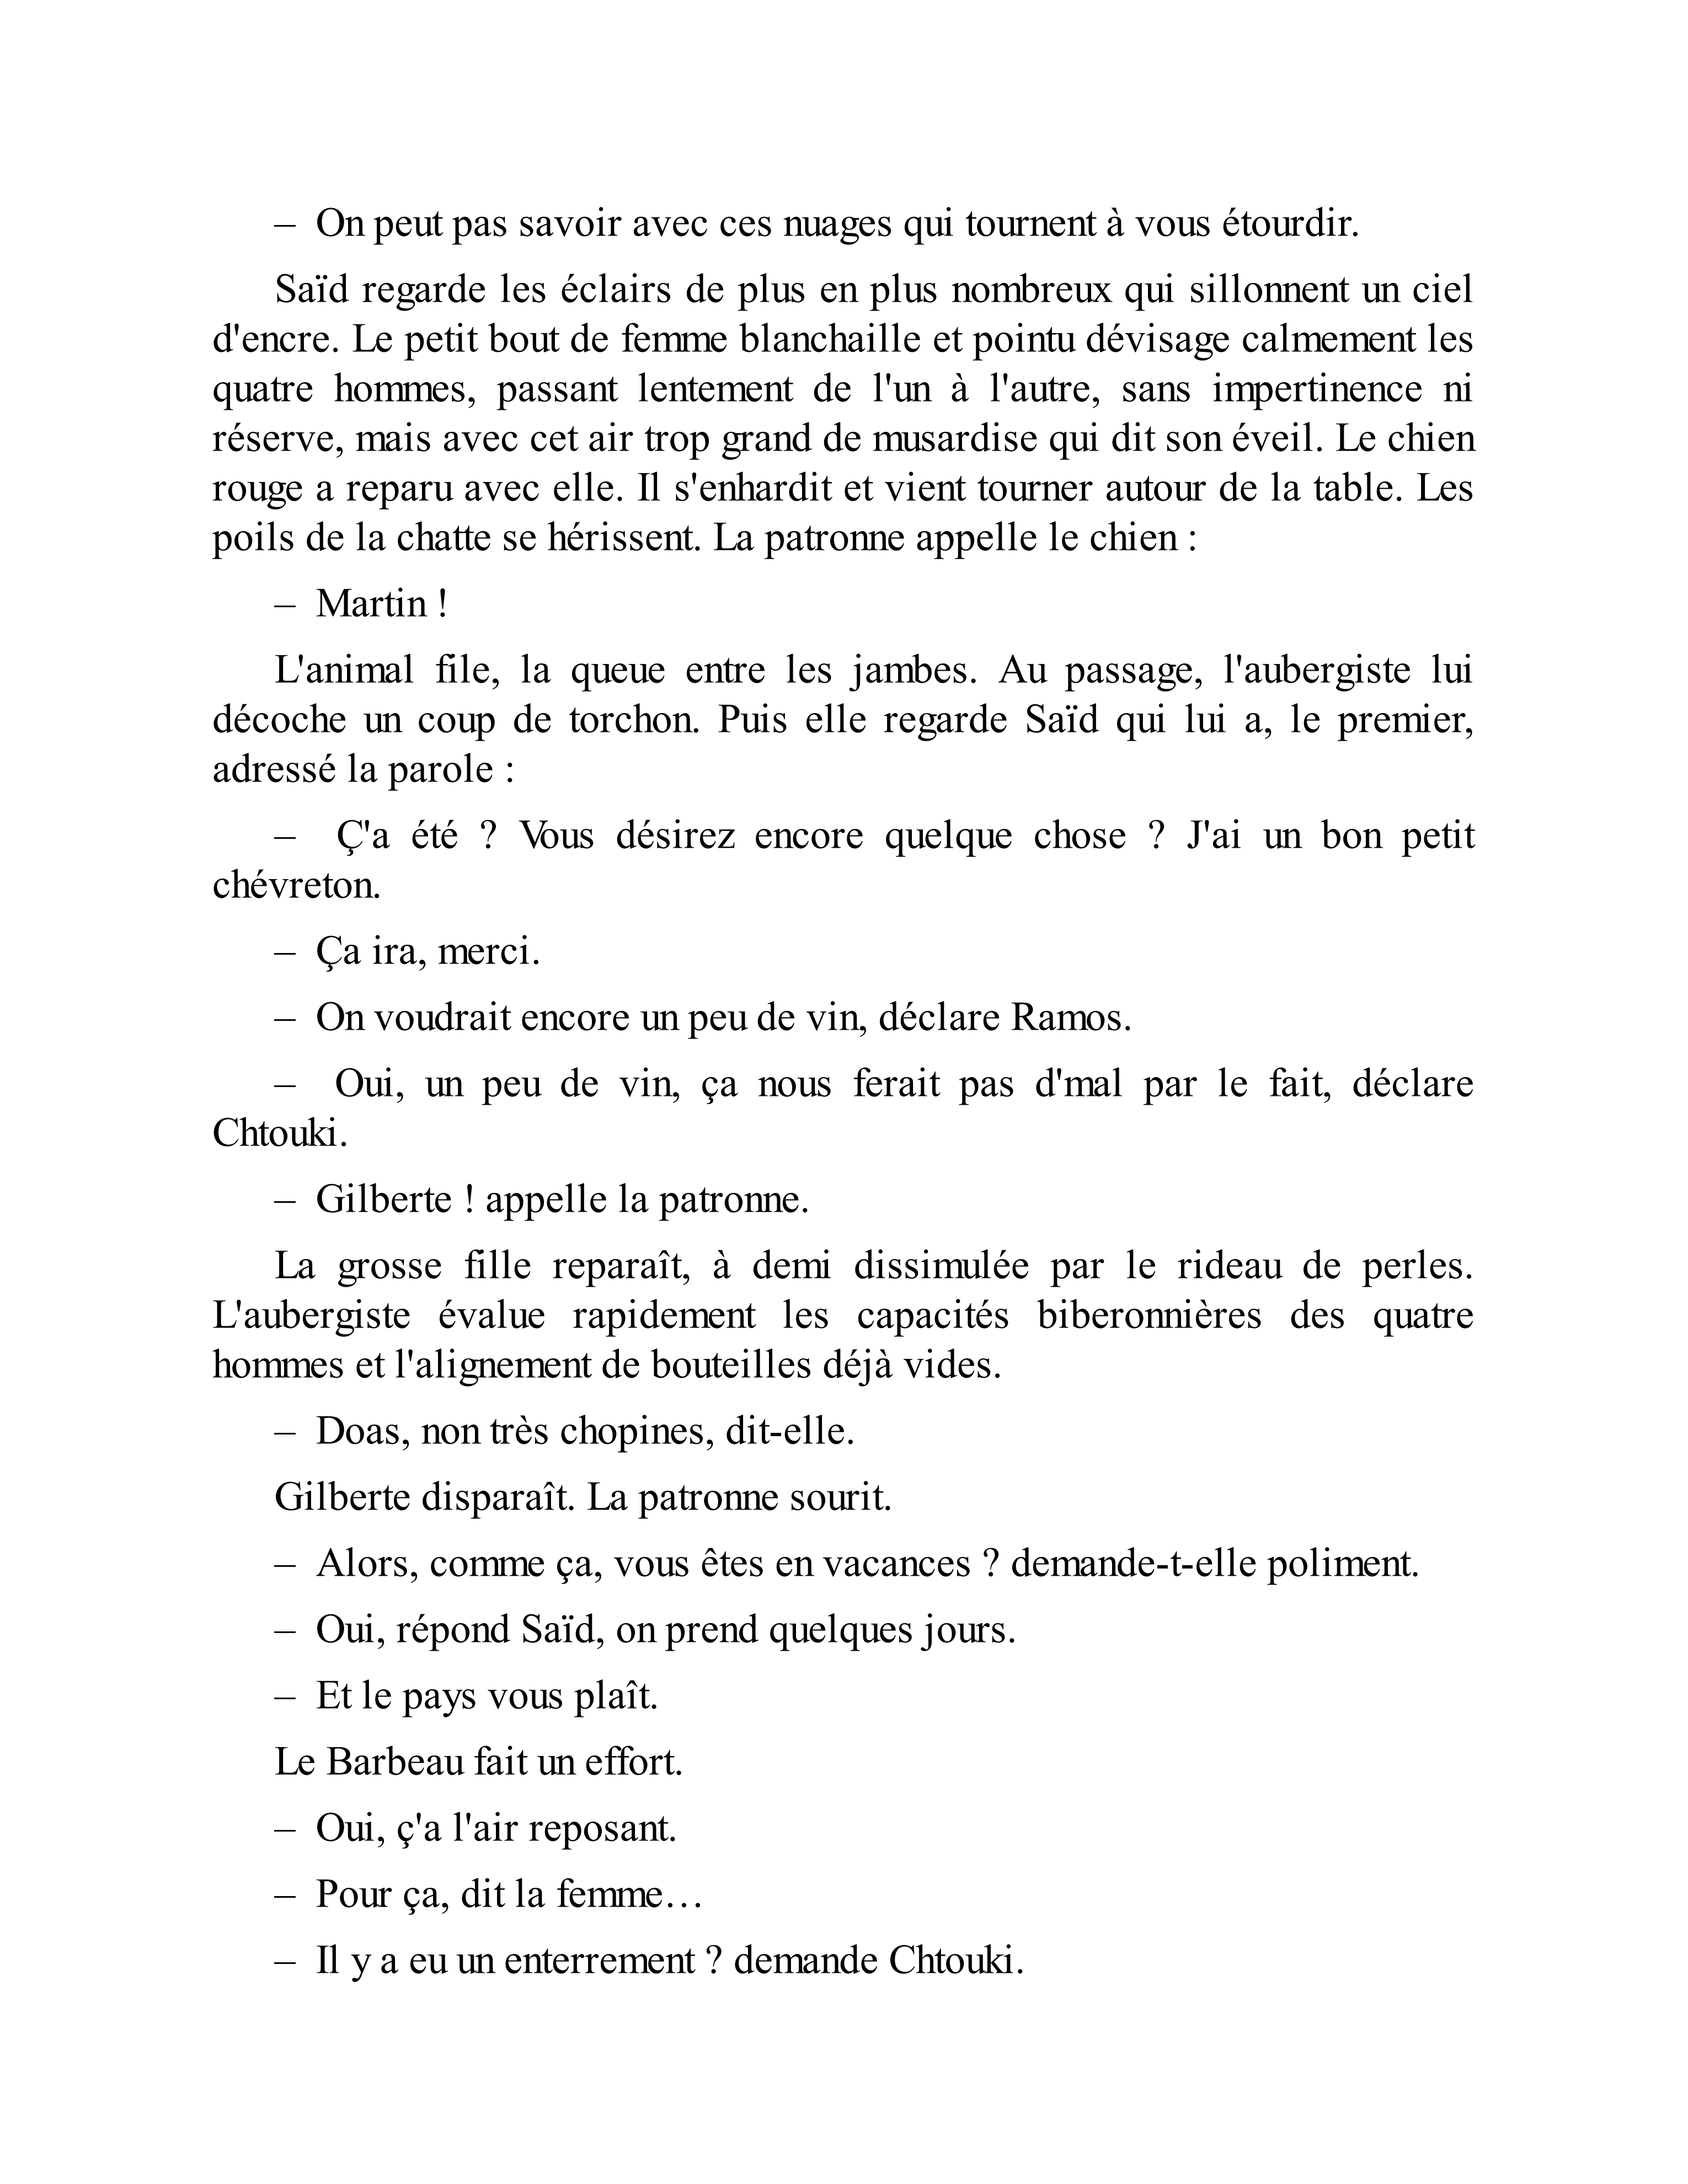 – On peut pas savoir avec ces nuages qui tournent à vous étourdir.
Saïd regarde les éclairs de plus en plus nombreux qui sillonnent un ciel
d'encre. Le petit bout de femme blanchaille et pointu dévisage calmement les
quatre hommes, passant lentement de l'un à l'autre, sans impertinence ni
réserve, mais avec cet air trop grand de musardise qui dit son éveil. Le chien
rouge a reparu avec elle. Il s'enhardit et vient tourner autour de la table. Les
poils de la chatte se hérissent. La patronne appelle le chien :
– Martin !
L'animal file, la queue entre les jambes. Au passage, l'aubergiste lui
décoche un coup de torchon. Puis elle regarde Saïd qui lui a, le premier,
adressé la parole :
– Ç'a été ? Vous désirez encore quelque chose ? J'ai un bon petit
chévreton.
– Ça ira, merci.
– On voudrait encore un peu de vin, déclare Ramos.
– Oui, un peu de vin, ça nous ferait pas d'mal par le fait, déclare
Chtouki.
– Gilberte ! appelle la patronne.
La grosse fille reparaît, à demi dissimulée par le rideau de perles.
L'aubergiste évalue rapidement les capacités biberonnières des quatre
hommes et l'alignement de bouteilles déjà vides.
– Doas, non très chopines, dit-elle.
Gilberte disparaît. La patronne sourit.
– Alors, comme ça, vous êtes en vacances ? demande-t-elle poliment.
– Oui, répond Saïd, on prend quelques jours.
– Et le pays vous plaît.
Le Barbeau fait un effort.
– Oui, ç'a l'air reposant.
– Pour ça, dit la femme…
– Il y a eu un enterrement ? demande Chtouki.